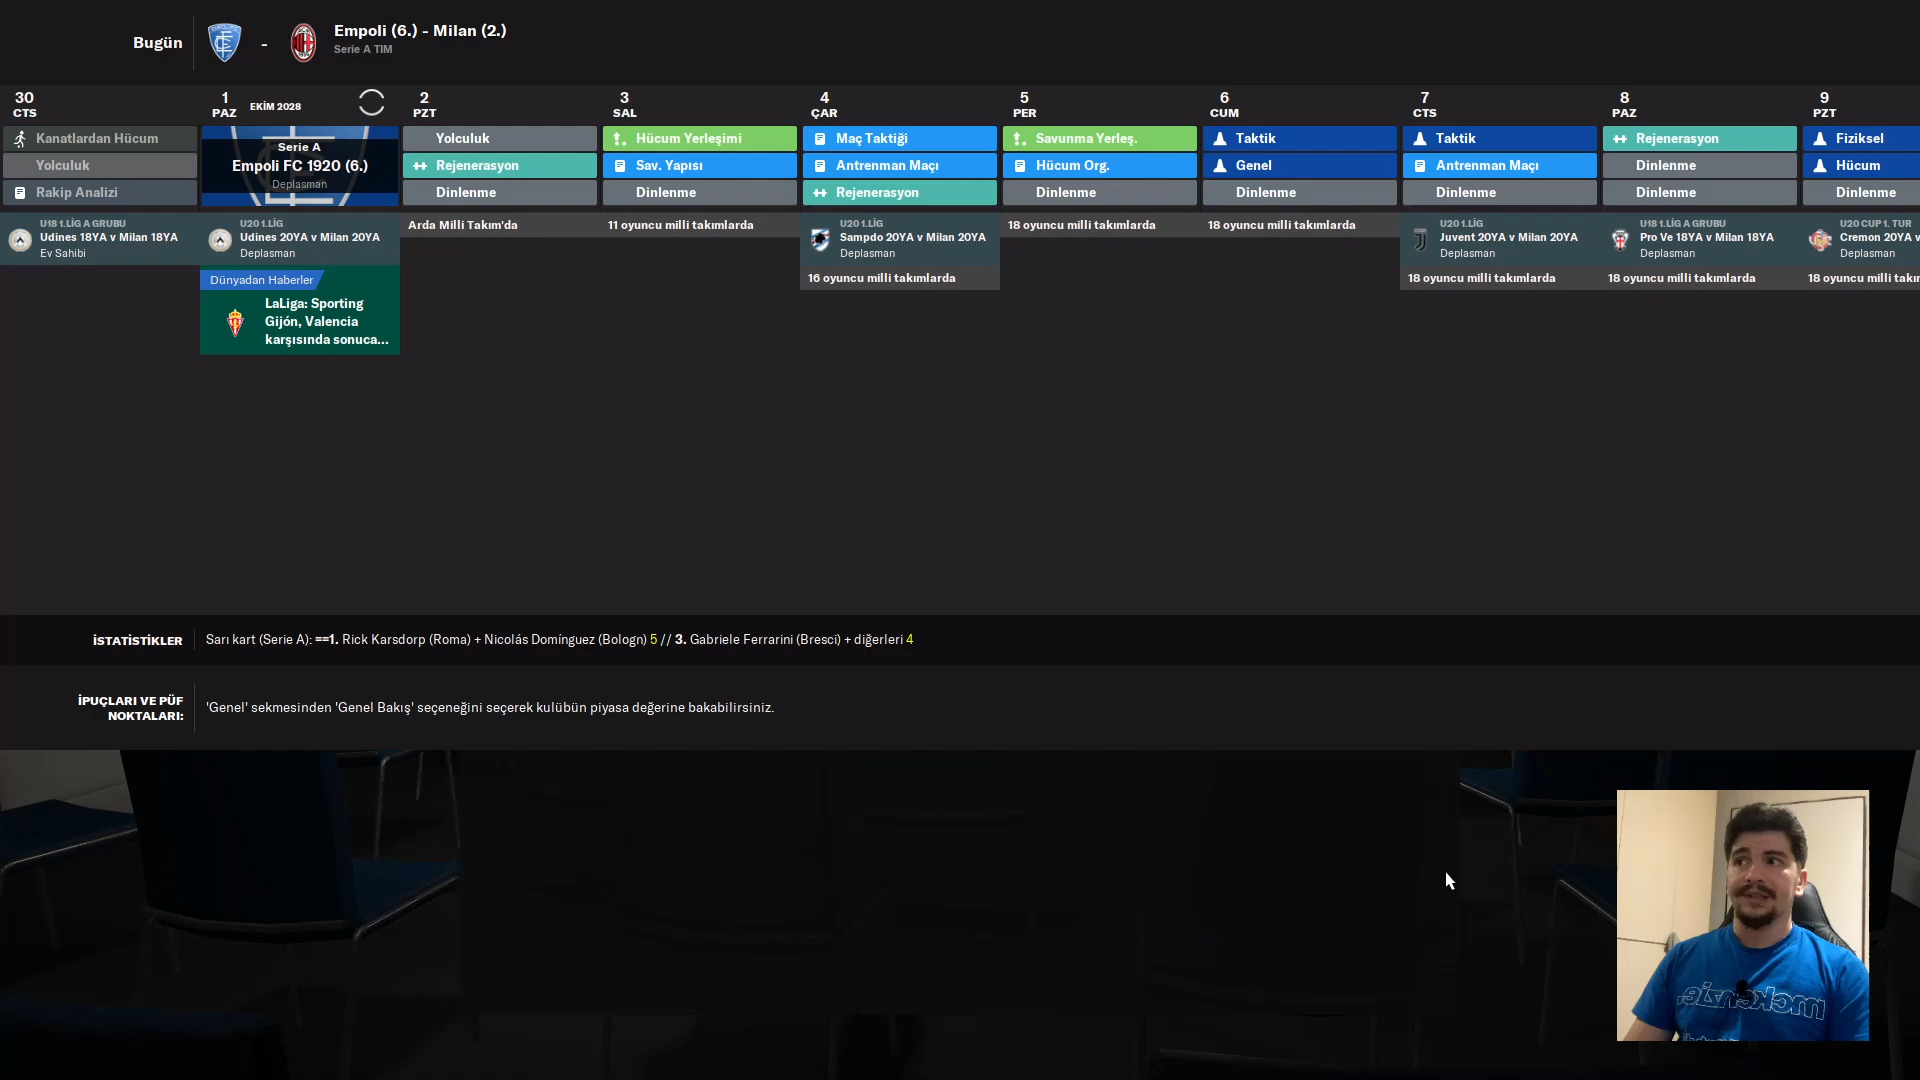 Bugün
-
Empoli (6.) - Milan (2.)
Serie A TIM
30
CTS
1
PAZ
EKİM 2028
2
PZT
3
SAL
4
ÇAR
5
PER
6
CUM
7
CTS
8
PAZ
9
PZT
Kanatlardan Hücum
Yolculuk
Rakip Analizi
U18 1.LİG A GRUBU
Udines 18YA v Milan 18YA
Ev Sahibi
Serie A
Empoli FC 1920 (6.)
Deplasman
U20 1.LİG
Udines 20YA v Milan 20YA
Deplasman
Dünyadan Haberler
LaLiga: Sporting
Gijón, Valencia
karşısında sonuca...
Yolculuk
Rejenerasyon
Dinlenme
Arda Milli Takım'da
Hücum Yerleşimi
Sav. Yapısı
Dinlenme
11 oyuncu milli takımlarda
Maç Taktiği
Antrenman Maçı
Rejenerasyon
U20 1.LİG
Sampdo 20YA v Milan 20YA
Deplasman
16 oyuncu milli takımlarda
Savunma Yerleş.
Hücum Org.
Dinlenme
18 oyuncu milli takımlarda
Taktik
Genel
Dinlenme
18 oyuncu milli takımlarda
Taktik
Antrenman Maçı
Dinlenme
U20 1.LİG
Juvent 20YA v Milan 20YA
Deplasman
18 oyuncu milli takımlarda
Rejenerasyon
Dinlenme
Dinlenme
U18 1.LİG A GRUBU
Pro Ve 18YA v Milan 18YA
Deplasman
18 oyuncu milli takımlarda
Fiziksel
Hücum
Dinlenme
U20 CUP 1. TUR
Cremon 20YA v
Deplasman
18 oyuncu milli takım
İSTATİSTİKLER
Sarı kart (Serie A): ==1. Rick Karsdorp (Roma) + Nicolás Domínguez (Bologn) 5 // 3. Gabriele Ferrarini (Bresci) + diğerleri 4
İPUÇLARI VE PÜF
NOKTALARI:
'Genel' sekmesinden 'Genel Bakış' seçeneğini seçerek kulübün piyasa değerine bakabilirsiniz.
mckenzie.